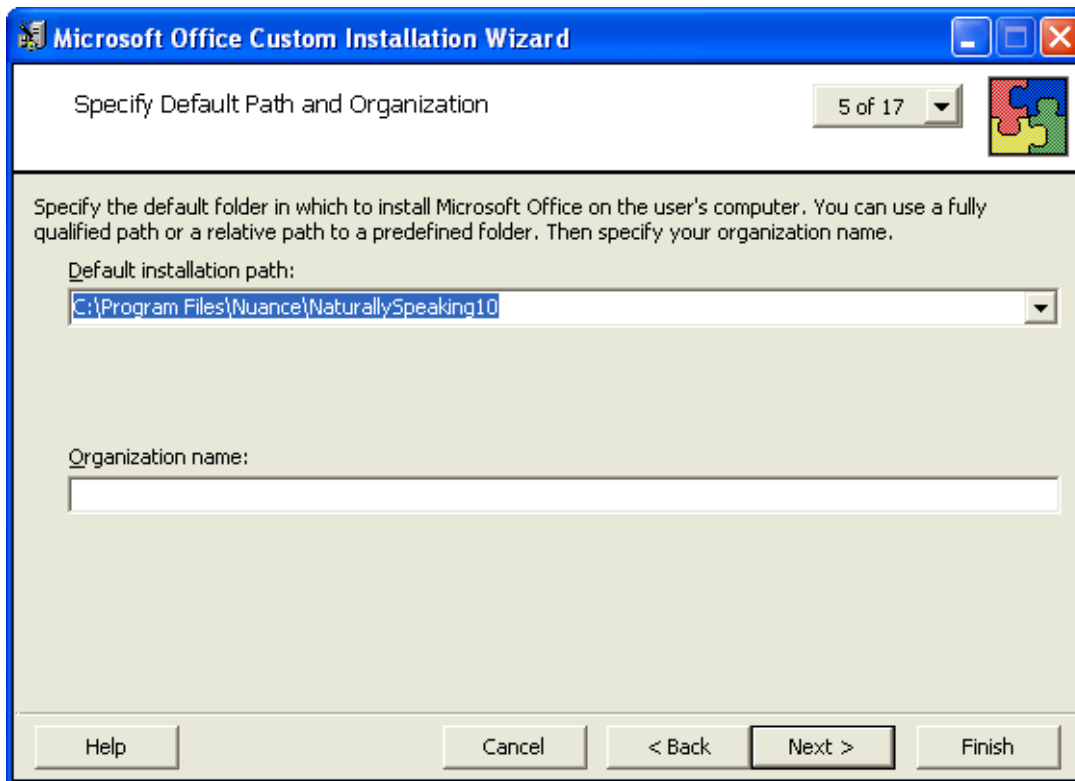 Microsoft Office Custom Installation Wizard
Specify Default Path and Organization
5 of 17
Specify the default folder in which to install Microsoft Office on the user's computer. You can use a fully
qualified path or a relative path to a predefined folder. Then specify your organization name.
Default installation path:
C:\Program Files\Nuance\NaturallySpeaking10
Organization name:
Help
Cancel
< Back
Next >
Finish